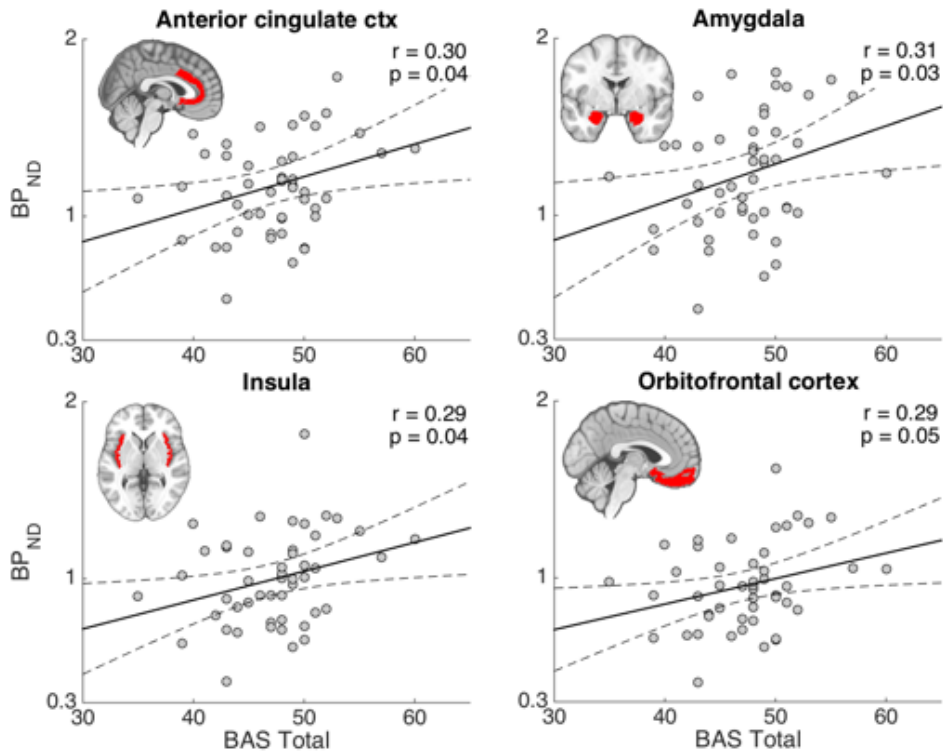 Anterior cingulate ctx
r = 0.30
p = 0.04
2
1
0.3
BP_ND
30 40 50 60
Amygdala
r = 0.31
p = 0.03
2
1
0.3
30 40 50 60
Insula
r = 0.29
p = 0.04
2
1
0.3
BP_ND
30 40 50 60
BAS Total
Orbitofrontal cortex
r = 0.29
p = 0.05
2
1
0.3
30 40 50 60
BAS Total